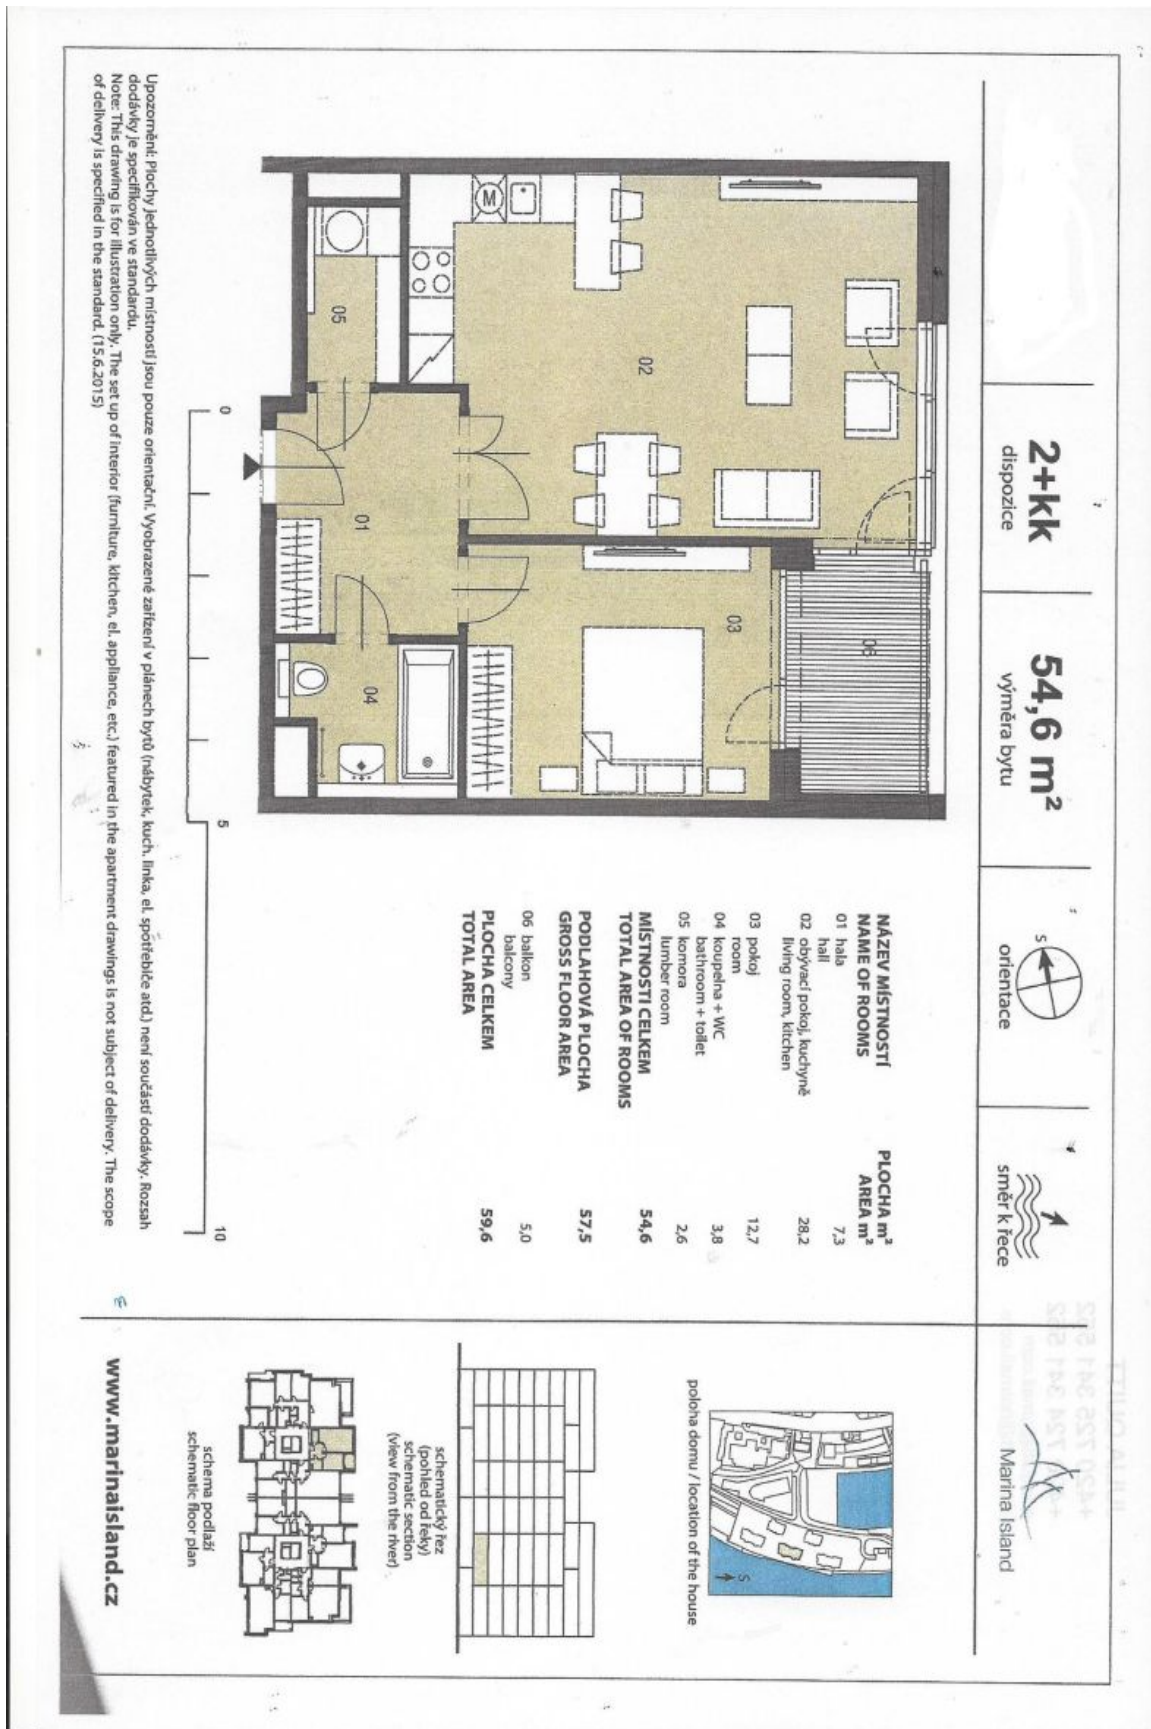 2+kk
dispozice
54,6 m²
výměra bytu
S
orientace
směr k řece
Marina Island
M
01
02
03
04
05
06
NÁZEV MÍSTNOSTÍ PLOCHA m²
NAME OF ROOMS AREA m²
01 hala 7,3
hall
02 obývací pokoj, kuchyně 28,2
living room, kitchen
03 pokoj 12,7
room
04 koupelna + WC 3,8
bathroom + toilet
05 komora 2,6
lumber room
MÍSTNOSTI CELKEM 54,6
TOTAL AREA OF ROOMS
PODLAHOVÁ PLOCHA 57,5
GROSS FLOOR AREA
06 balkon 5,0
balcony
PLOCHA CELKEM 59,6
TOTAL AREA
0 5 10
Upozornění: Plochy jednotlivých místností jsou pouze orientační. Vyobrazené zařízení v plánech bytů (nábytek, kuch. linka, el. spotřebiče atd.) není součástí dodávky. Rozsah
dodávky je specifikován ve standardu.
Note: This drawing is for illustration only. The set up of interior (furniture, kitchen, el. appliance, etc.) featured in the apartment drawings is not subject of delivery. The scope
of delivery is specified in the standard. (15.6.2015)
S
poloha domu / location of the house
schematický řez
(pohled od řeky)
schematic section
(view from the river)
schema podlaží
schematic floor plan
www.marinaisland.cz